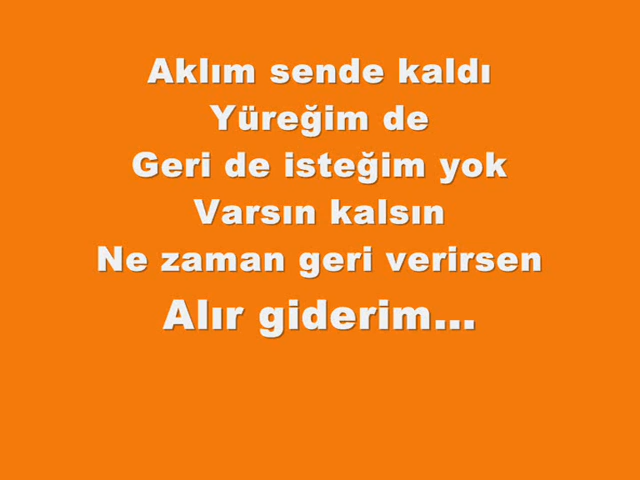 Aklım sende kaldı
Yüreğim de
Geri de isteğim yok
Varsın kalsın
Ne zaman geri verirsen
Alır giderim...